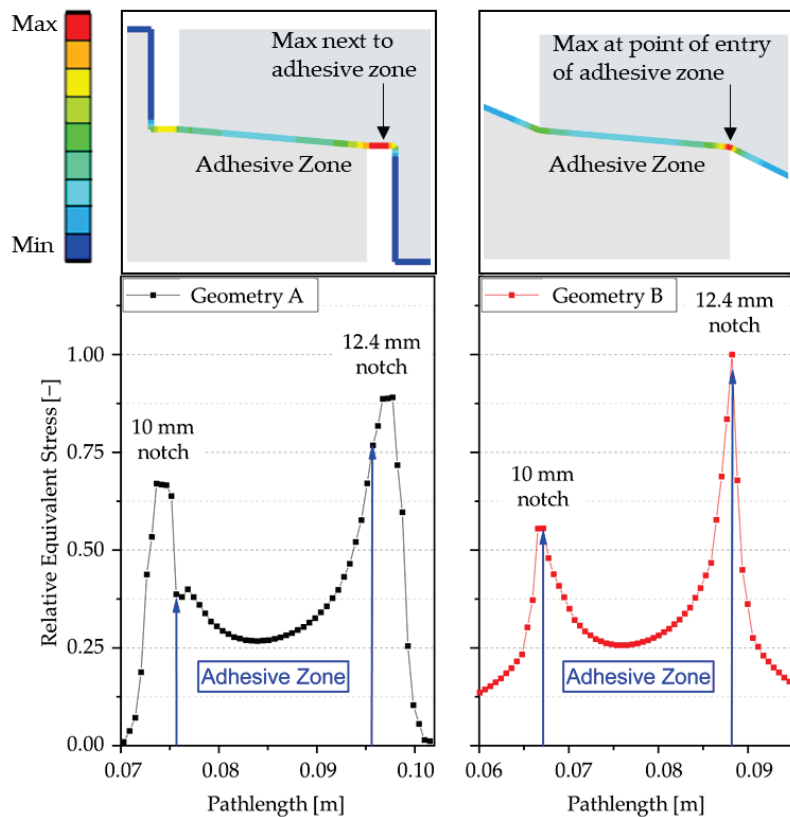 Max
Min
Max next to
adhesive zone
Adhesive Zone
Max at point of entry
of adhesive zone
Adhesive Zone
Geometry A
12.4 mm
notch
10 mm
notch
Adhesive Zone
Relative Equivalent Stress [–]
1.00
0.75
0.50
0.25
0.00
0.07
0.08
0.09
0.10
Pathlength [m]
Geometry B
12.4 mm
notch
10 mm
notch
Adhesive Zone
0.06
0.07
0.08
0.09
Pathlength [m]